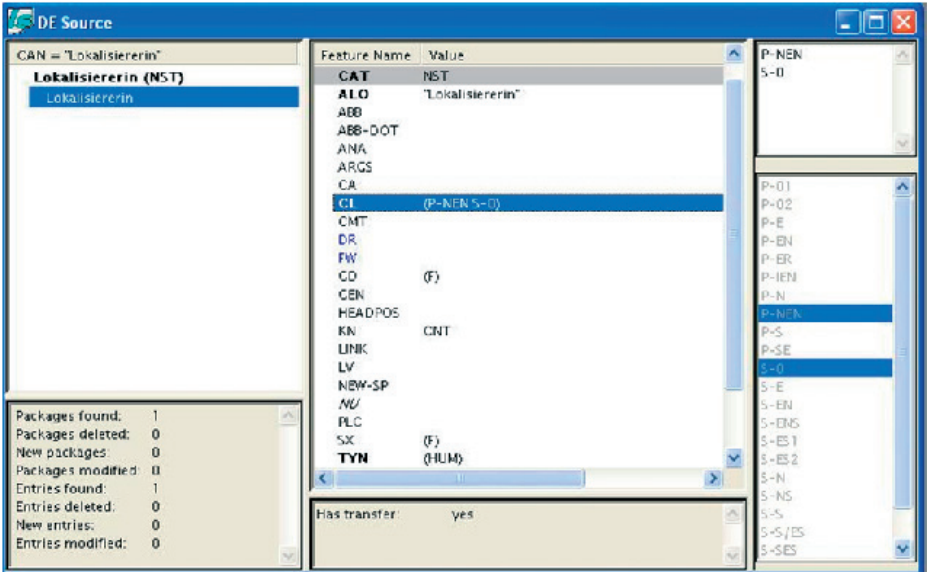 DE Source
CAN = "Lokalisiererin"
Lokalisiererin (NST)
Lokalisiererin
Packages found: 1
Packages deleted: 0
New packages: 0
Packages modified: 0
Entries found: 1
Entries deleted: 0
New entries: 0
Entries modified: 0
Feature Name Value
CAT NST
ALO "Lokalisiererin"
ABB
ABB-DOT
ANA
ARGS
CA
CL (P-NEN S-0)
CMT
DR
FW
GD (F)
GEN
HEADPOS
KN CNT
LINK
LV
NEW-SP
NU
PLC
SX (F)
TYN (HUM)
Has transfer: yes
P-NEN
S-0
P-01
P-02
P-E
P-EN
P-ER
P-IEN
P-N
P-NEN
P-S
P-SE
S-0
S-E
S-EN
S-ENS
S-ES1
S-ES2
S-N
S-NS
S-S
S-S/ES
S-SES